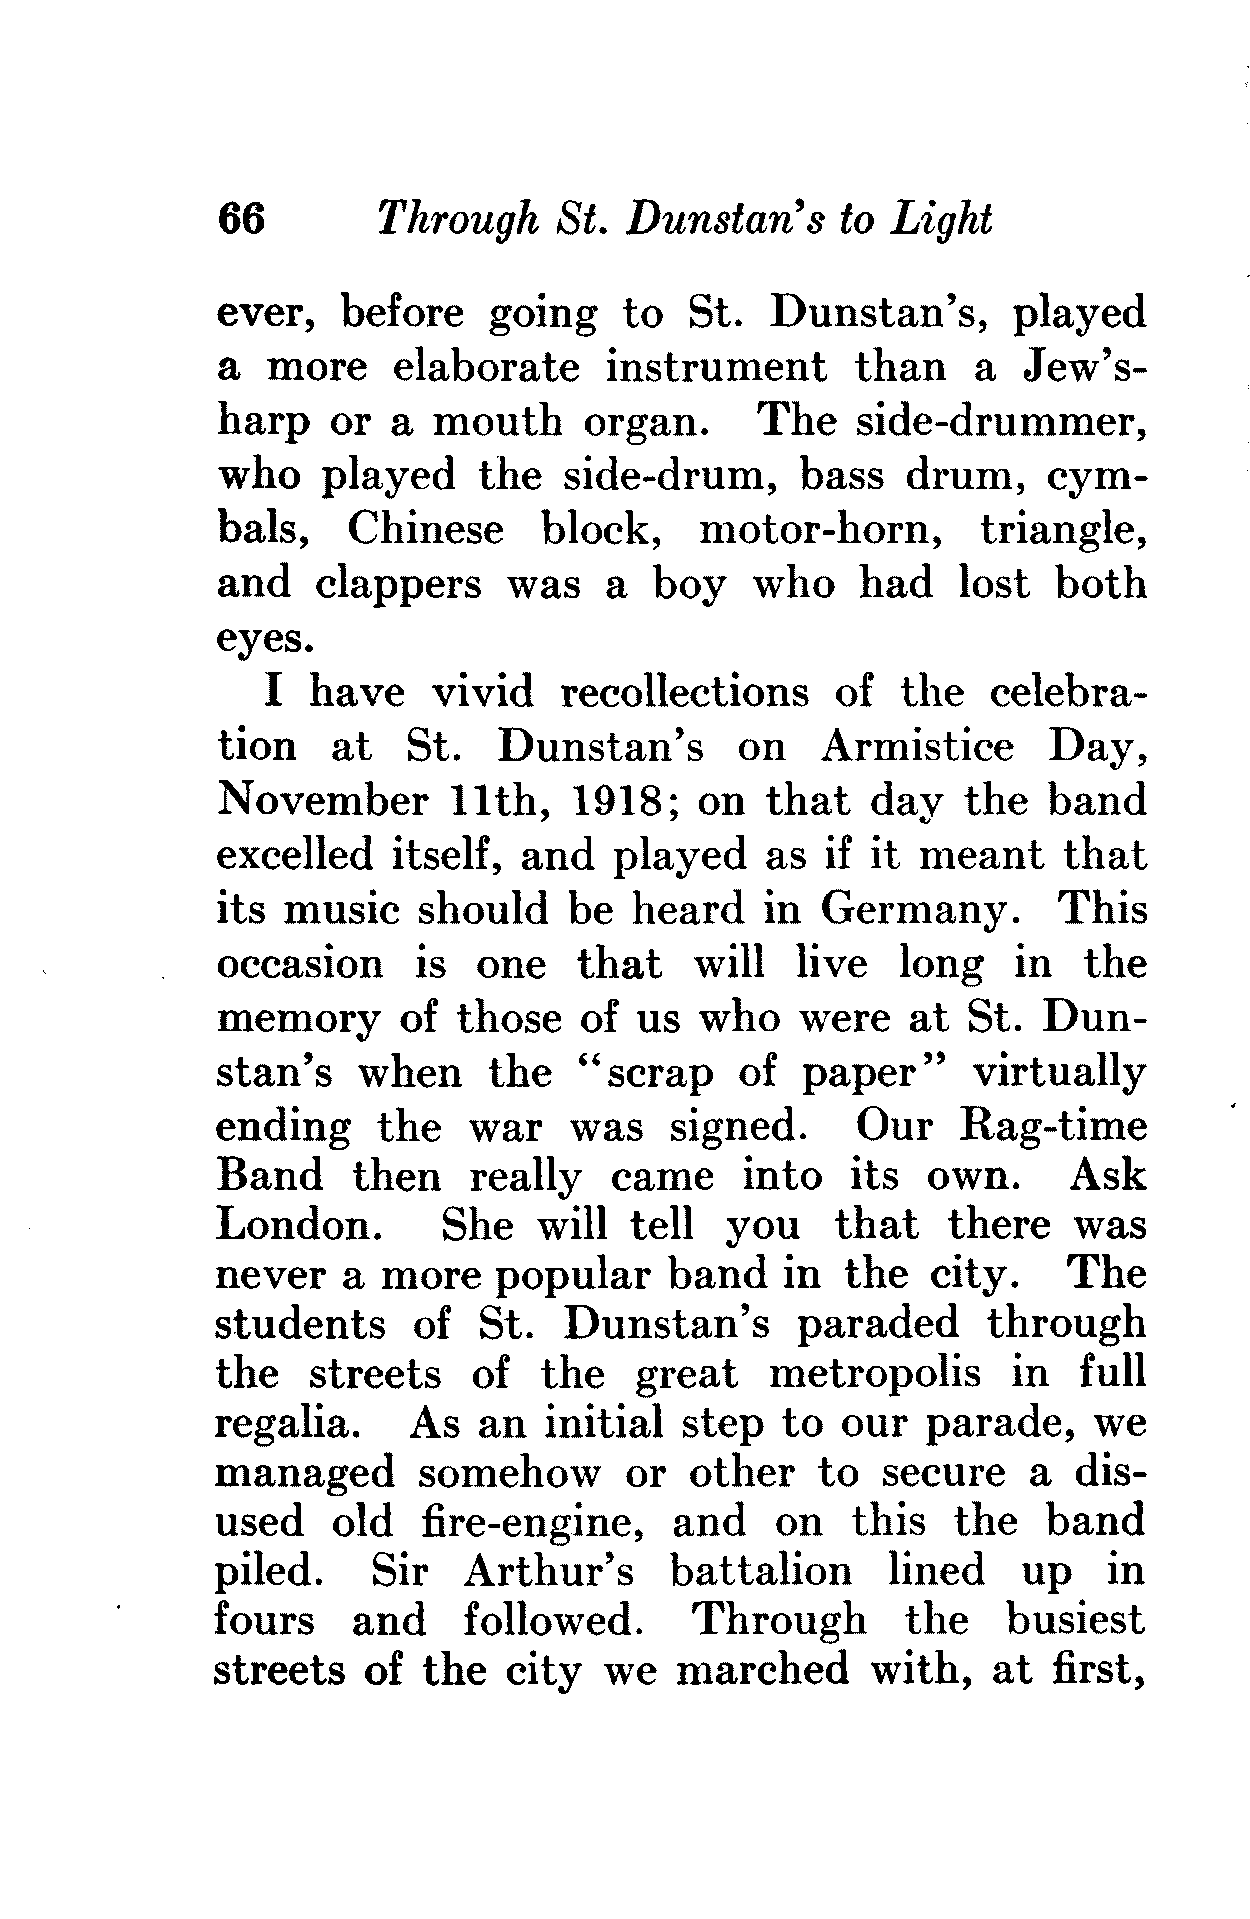 66 Through St. Dunstan's to Light
ever, before going to St. Dunstan's, played
a more elaborate instrument than a Jew's-
harp or a mouth organ. The side-drummer,
who played the side-drum, bass drum, cym-
bals, Chinese block, motor-horn, triangle,
and clappers was a boy who had lost both
eyes.
I have vivid recollections of the celebra-
tion at St. Dunstan's on Armistice Day,
November 11th, 1918; on that day the band
excelled itself, and played as if it meant that
its music should be heard in Germany. This
occasion is one that will live long in the
memory of those of us who were at St. Dun-
stan's when the "scrap of paper" virtually
ending the war was signed. Our Rag-time
Band then really came into its own. Ask
London. She will tell you that there was
never a more popular band in the city. The
students of St. Dunstan's paraded through
the streets of the great metropolis in full
regalia. As an initial step to our parade, we
managed somehow or other to secure a dis-
used old fire-engine, and on this the band
piled. Sir Arthur's battalion lined up in
fours and followed. Through the busiest
streets of the city we marched with, at first,